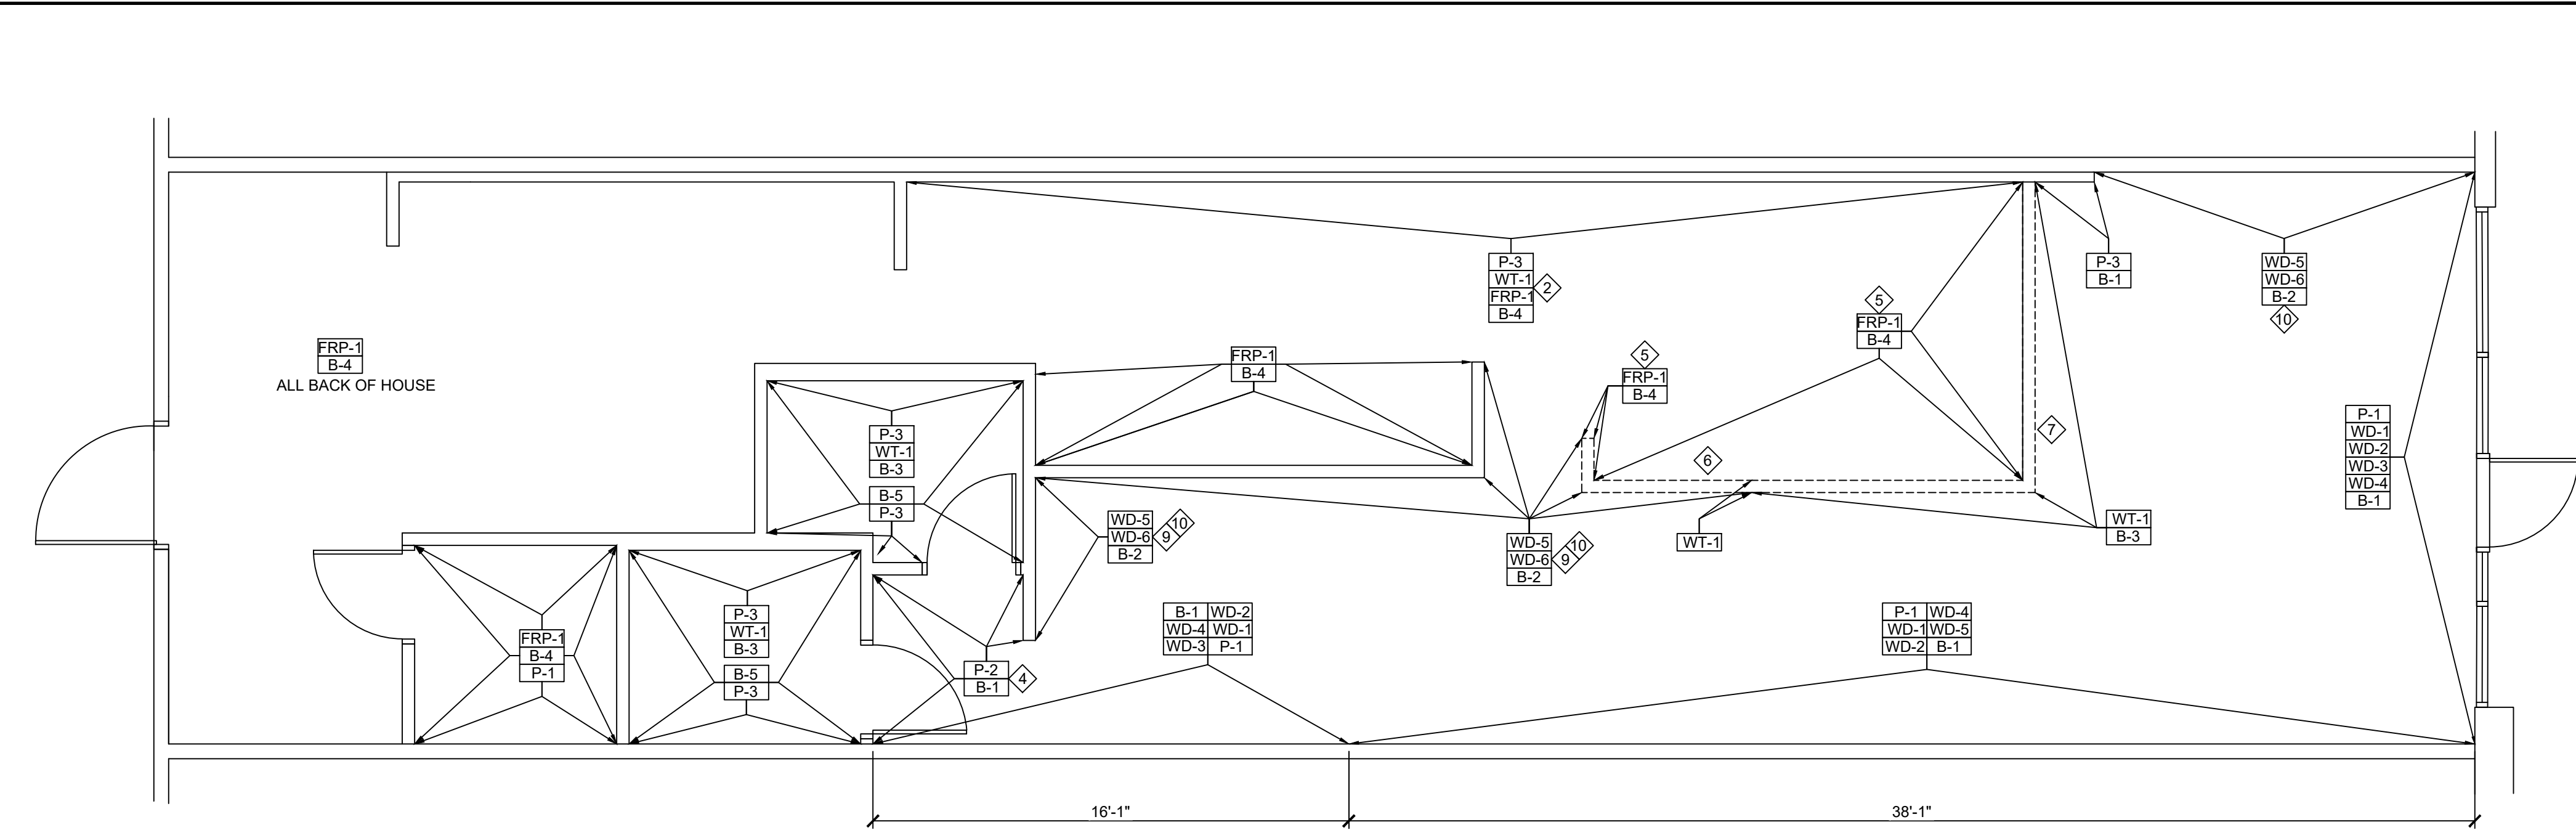 P-3
WT-1
FRP-1
B-4
2
P-3
B-1
WD-5
WD-6
B-2
10
5
FRP-1
B-4
FRP-1
B-4
ALL BACK OF HOUSE
FRP-1
B-4
5
FRP-1
B-4
P-3
WT-1
B-3
B-5
P-3
7
6
P-1
WD-1
WD-2
WD-3
WD-4
B-1
WD-5
WD-6
B-2
9
10
WD-5
WD-6
B-2
9
10
WT-1
WT-1
B-3
FRP-1
B-4
P-1
P-3
WT-1
B-3
B-5
P-3
P-2
B-1
4
B-1 WD-2
WD-4 WD-1
WD-3 P-1
P-1 WD-4
WD-1 WD-5
WD-2 B-1
16'-1"
38'-1"